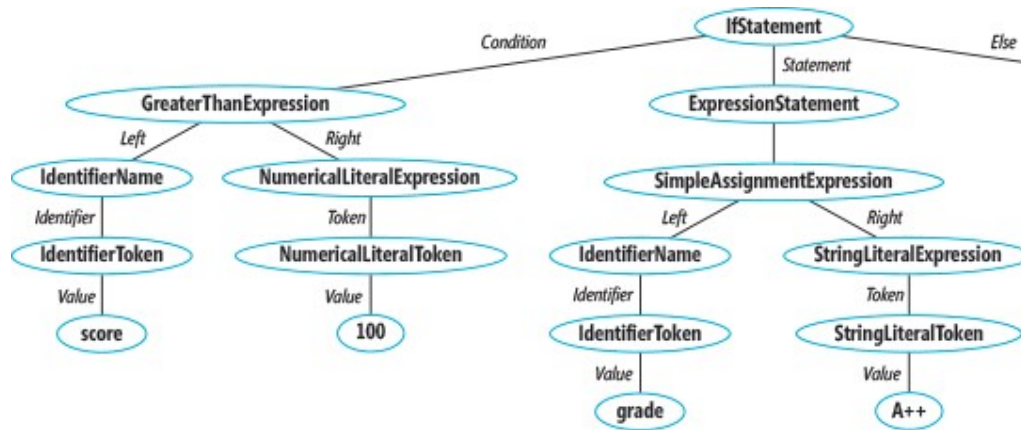 IfStatement
Condition
Statement
Else
GreaterThanExpression
ExpressionStatement
Left
Right
IdentifierName
NumericalLiteralExpression
SimpleAssignmentExpression
Identifier
Token
Left
Right
IdentifierToken
NumericalLiteralToken
IdentifierName
StringLiteralExpression
Value
Value
Identifier
Token
score
100
IdentifierToken
StringLiteralToken
Value
Value
grade
A++